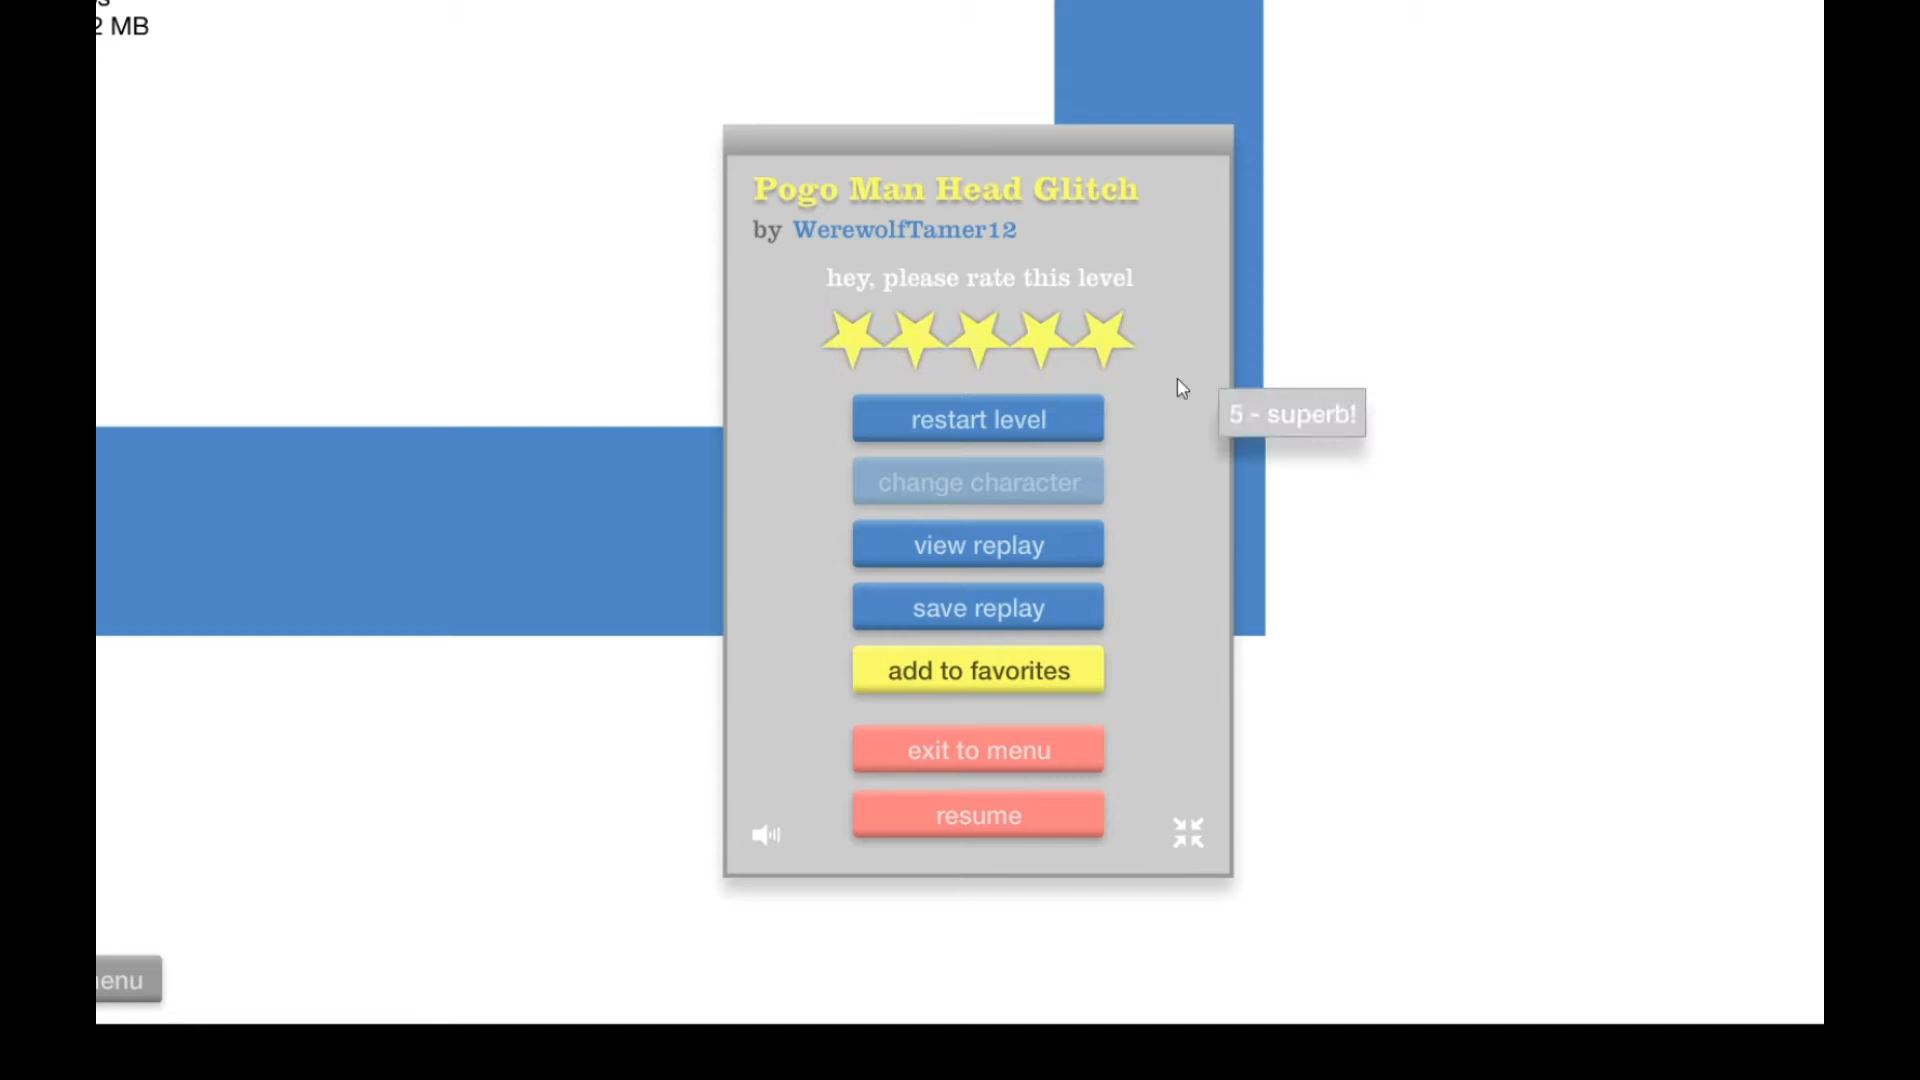 2 MB
Pogo Man Head Glitch
by WerewolfTamer12
hey, please rate this level
restart level
5 - superb!
change character
view replay
save replay
add to favorites
exit to menu
resume